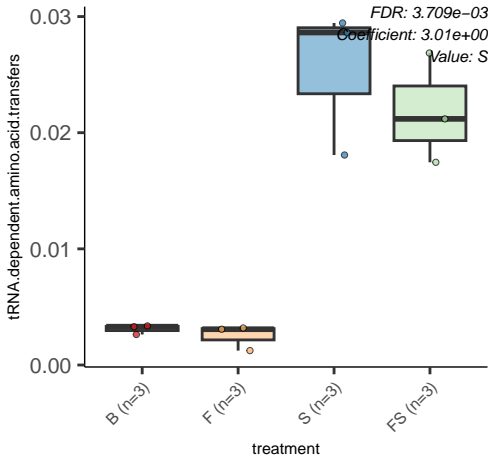 FDR: 3.709e−03
Coefficient: 3.01e+00
Value: S
tRNA.dependent.amino.acid.transfers
0.03
0.02
0.01
0.00
B (n=3)
F (n=3)
S (n=3)
FS (n=3)
treatment